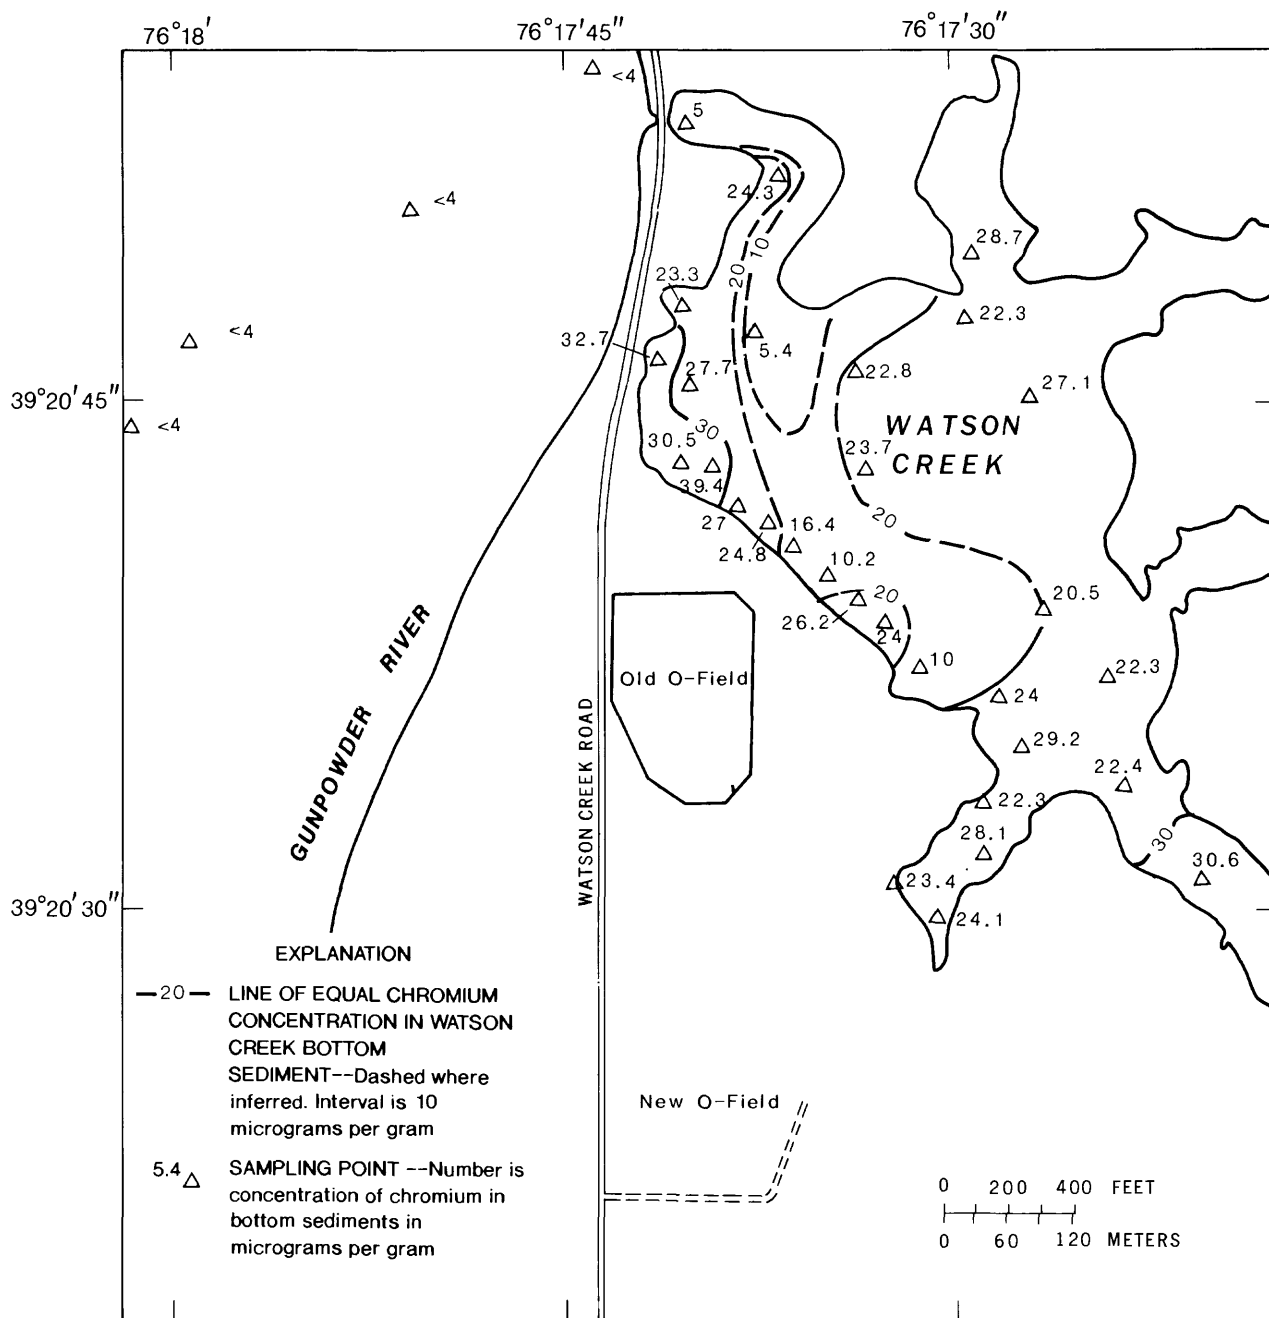 76°18' 76°17'45" 76°17'30"
<4
5
24.3
<4
28.7
10
20
23.3
22.3
<4
32.7
5.4
27.7
22.8
27.1
39°20'45"
<4
30
WATSON
CREEK
30.5
23.7
39.4
20
27
16.4
24.8
10.2
20
20.5
26.2
24
GUNPOWDER RIVER
10
22.3
Old O-Field
24
WATSON CREEK ROAD
29.2
22.4
22.3
28.1
30
30.6
23.4
39°20'30"
24.1
EXPLANATION
20
LINE OF EQUAL CHROMIUM
CONCENTRATION IN WATSON
CREEK BOTTOM
SEDIMENT--Dashed where
inferred. Interval is 10
micrograms per gram
New O-Field
5.4
SAMPLING POINT --Number is
concentration of chromium in
bottom sediments in
micrograms per gram
0 200 400 FEET
0 60 120 METERS